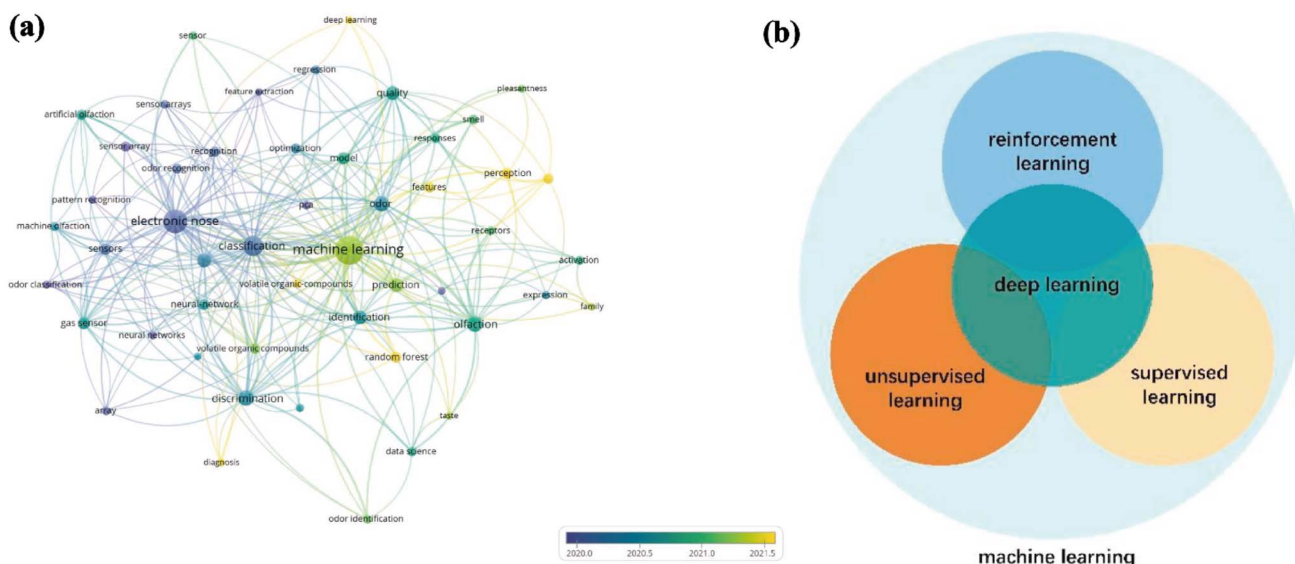 (a)
deep learning
sensor
regression
feature extraction
quality
pleasantness
sensor arrays
artificial olfaction
smell
responses
sensor array
recognition
optimization
model
odor recognition
perception
features
pattern recognition
pca
odor
electronic nose
machine olfaction
receptors
sensors
classification
machine learning
activation
odor classification
volatile organic-compounds
prediction
expression
family
neural-network
identification
gas sensor
olfaction
neural networks
volatile organic compounds
random forest
array
discrimination
taste
diagnosis
data science
odor identification
2020.0 2020.5 2021.0 2021.5
(b)
reinforcement
learning
deep learning
unsupervised
learning
supervised
learning
machine learning